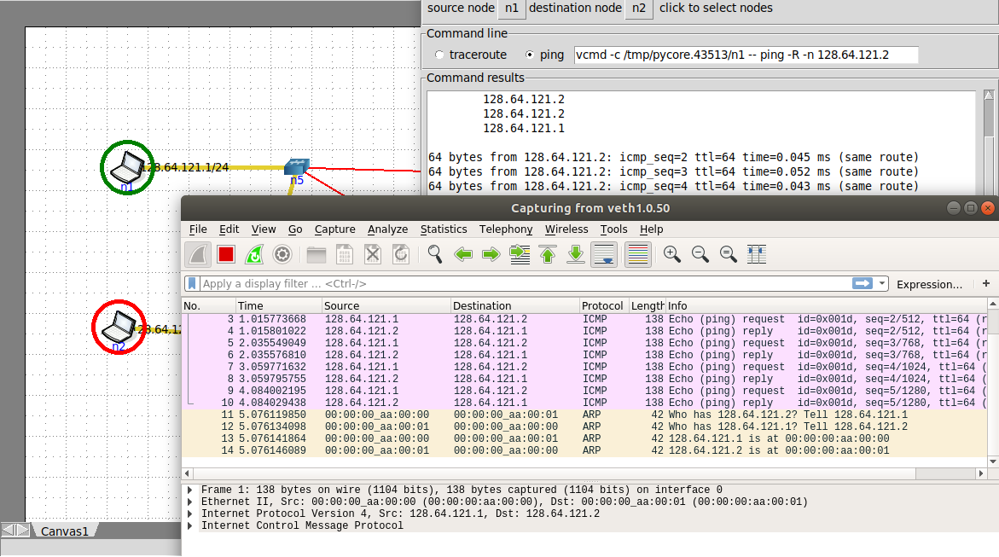 source node n1 destination node n2 click to select nodes
Command line
traceroute ping vcmd -c /tmp/pycore.43513/n1 -- ping -R -n 128.64.121.2
Command results
128.64.121.2
128.64.121.2
128.64.121.1
64 bytes from 128.64.121.2: icmp_seq=2 ttl=64 time=0.045 ms (same route)
64 bytes from 128.64.121.2: icmp_seq=3 ttl=64 time=0.052 ms (same route)
64 bytes from 128.64.121.2: icmp_seq=4 ttl=64 time=0.043 ms (same route)
128.64.121.1/24
n1
n5
28.64.12
n2
Canvas1
Capturing from veth1.0.50
File Edit View Go Capture Analyze Statistics Telephony Wireless Tools Help
Apply a display filter ... <Ctrl-/> Expression... +
No. Time Source Destination Protocol Length Info
3 1.015773668 128.64.121.1 128.64.121.2 ICMP 138 Echo (ping) request id=0x001d, seq=2/512, ttl=64 (r
4 1.015801022 128.64.121.2 128.64.121.1 ICMP 138 Echo (ping) reply id=0x001d, seq=2/512, ttl=64 (r
5 2.035549049 128.64.121.1 128.64.121.2 ICMP 138 Echo (ping) request id=0x001d, seq=3/768, ttl=64 (r
6 2.035576810 128.64.121.2 128.64.121.1 ICMP 138 Echo (ping) reply id=0x001d, seq=3/768, ttl=64 (r
7 3.059771632 128.64.121.1 128.64.121.2 ICMP 138 Echo (ping) request id=0x001d, seq=4/1024, ttl=64 (
8 3.059795755 128.64.121.2 128.64.121.1 ICMP 138 Echo (ping) reply id=0x001d, seq=4/1024, ttl=64 (
9 4.084002195 128.64.121.1 128.64.121.2 ICMP 138 Echo (ping) request id=0x001d, seq=5/1280, ttl=64 (
10 4.084029438 128.64.121.2 128.64.121.1 ICMP 138 Echo (ping) reply id=0x001d, seq=5/1280, ttl=64 (
11 5.076119850 00:00:00_aa:00:00 00:00:00_aa:00:01 ARP 42 Who has 128.64.121.2? Tell 128.64.121.1
12 5.076134098 00:00:00_aa:00:01 00:00:00_aa:00:00 ARP 42 Who has 128.64.121.1? Tell 128.64.121.2
13 5.076141864 00:00:00_aa:00:00 00:00:00_aa:00:01 ARP 42 128.64.121.1 is at 00:00:00:aa:00:00
14 5.076146089 00:00:00_aa:00:01 00:00:00_aa:00:00 ARP 42 128.64.121.2 is at 00:00:00:aa:00:01
Frame 1: 138 bytes on wire (1104 bits), 138 bytes captured (1104 bits) on interface 0
Ethernet II, Src: 00:00:00_aa:00:00 (00:00:00:aa:00:00), Dst: 00:00:00_aa:00:01 (00:00:00:aa:00:01)
Internet Protocol Version 4, Src: 128.64.121.1, Dst: 128.64.121.2
Internet Control Message Protocol